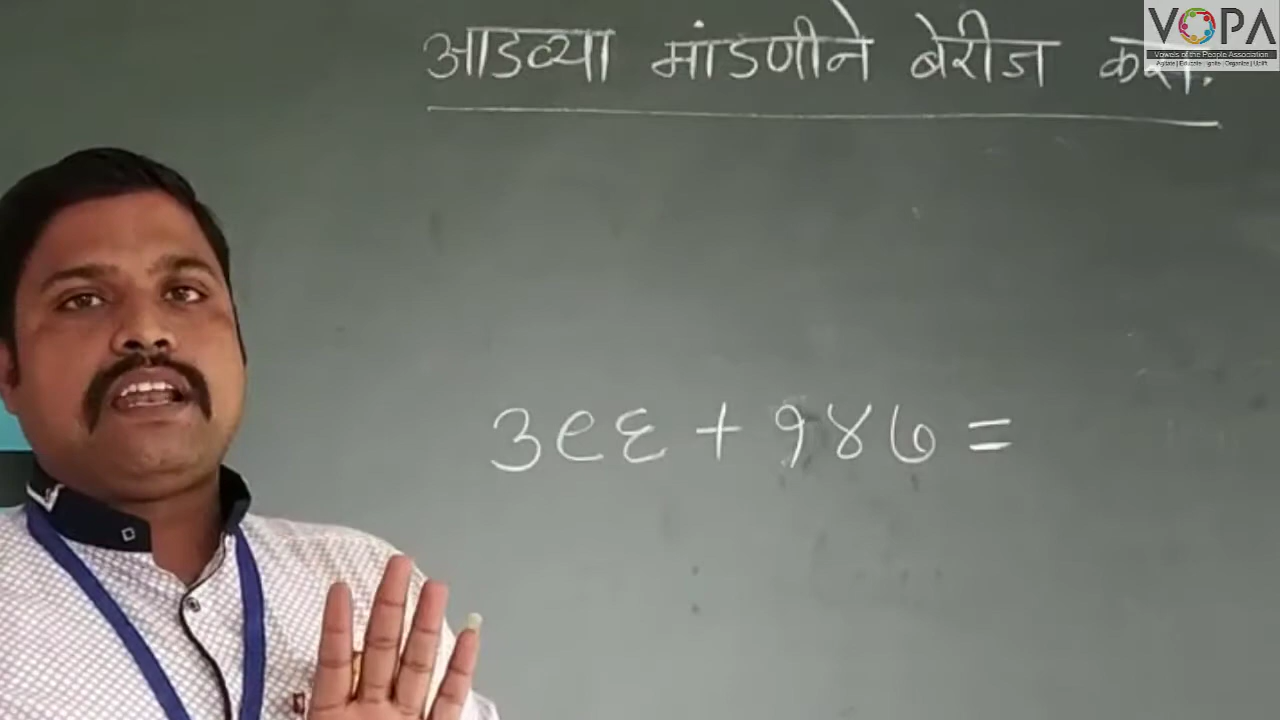 आडव्या मांडणीने बेरीज करा.
३९६ + १४७ =
VOPA
Vowels of the People Association